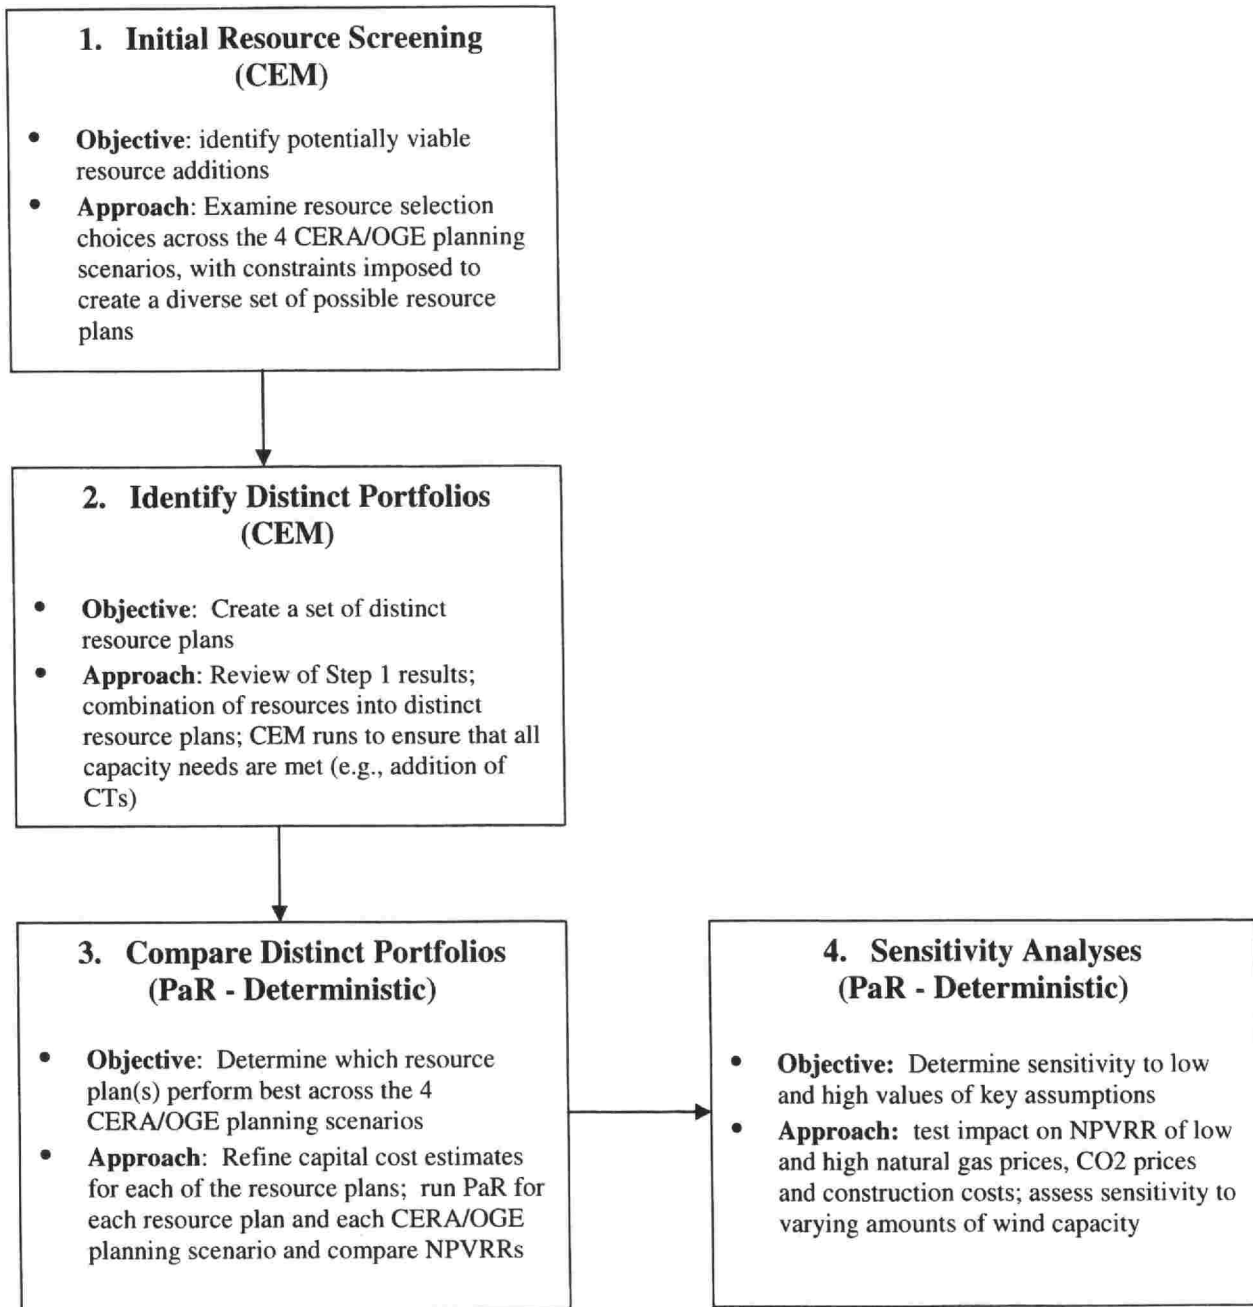 1. Initial Resource Screening
(CEM)
• Objective: identify potentially viable
resource additions
• Approach: Examine resource selection
choices across the 4 CERA/OGE planning
scenarios, with constraints imposed to
create a diverse set of possible resource
plans
2. Identify Distinct Portfolios
(CEM)
• Objective: Create a set of distinct
resource plans
• Approach: Review of Step 1 results;
combination of resources into distinct
resource plans; CEM runs to ensure that all
capacity needs are met (e.g., addition of
CTs)
3. Compare Distinct Portfolios
(PaR - Deterministic)
• Objective: Determine which resource
plan(s) perform best across the 4
CERA/OGE planning scenarios
• Approach: Refine capital cost estimates
for each of the resource plans; run PaR for
each resource plan and each CERA/OGE
planning scenario and compare NPVRRs
4. Sensitivity Analyses
(PaR - Deterministic)
• Objective: Determine sensitivity to low
and high values of key assumptions
• Approach: test impact on NPVRR of low
and high natural gas prices, CO2 prices
and construction costs; assess sensitivity to
varying amounts of wind capacity